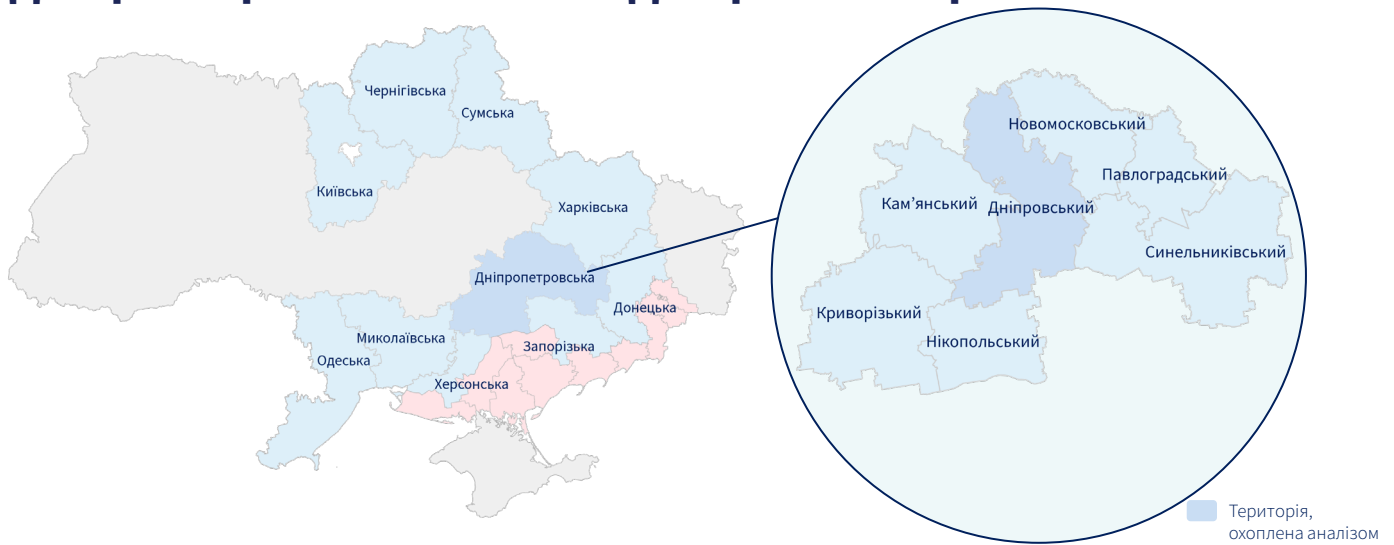 Чернігівська
Сумська
Київська
Харківська
Дніпропетровська
Донецька
Миколаївська
Запорізька
Одеська
Херсонська
Новомосковський
Павлоградський
Кам’янський
Дніпровський
Синельниківський
Криворізький
Нікопольський
Територія,
охоплена аналізом